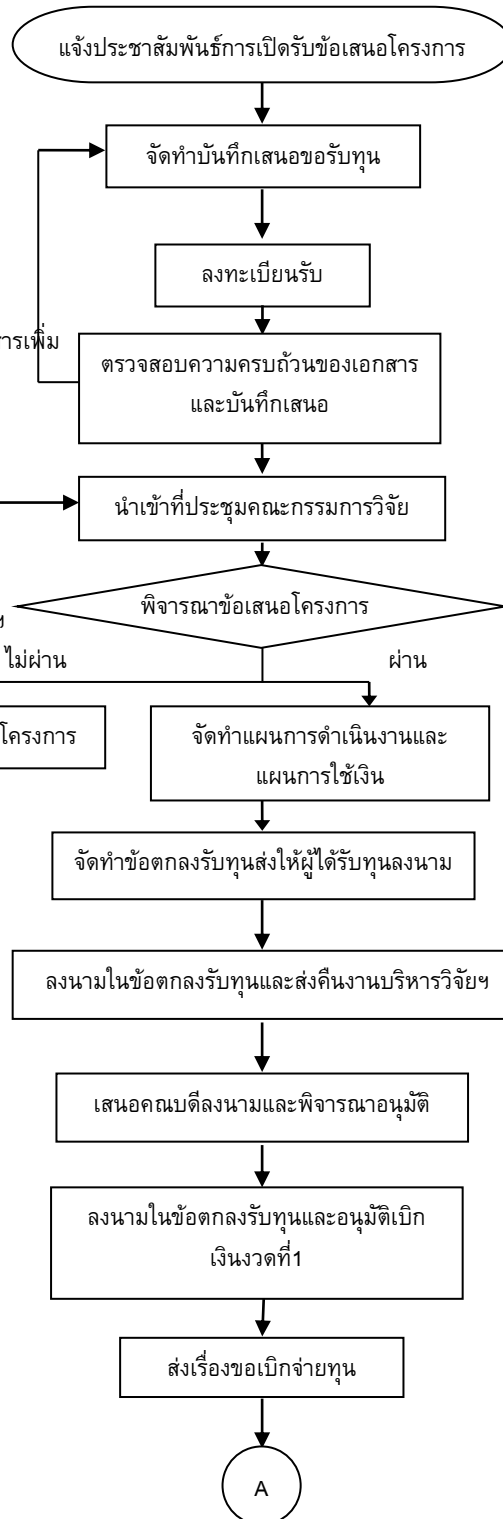 แจ้งประชาสัมพันธ์การเปิดรับข้อเสนอโครงการ
จัดทำบันทึกเสนอขอรับทุน
ลงทะเบียนรับ
ตรวจสอบความครบถ้วนของเอกสาร
และบันทึกเสนอ
นำเข้าที่ประชุมคณะกรรมการวิจัย
พิจารณาข้อเสนอโครงการ
ไม่ผ่าน
ผ่าน
โครงการ
จัดทำแผนการดำเนินงานและ
แผนการใช้เงิน
จัดทำข้อตกลงรับทุนส่งให้ผู้ได้รับทุนลงนาม
ลงนามในข้อตกลงรับทุนและส่งคืนงานบริหารวิจัยฯ
เสนอคณบดีลงนามและพิจารณาอนุมัติ
ลงนามในข้อตกลงรับทุนและอนุมัติเบิก
เงินงวดที่1
ส่งเรื่องขอเบิกจ่ายทุน
A